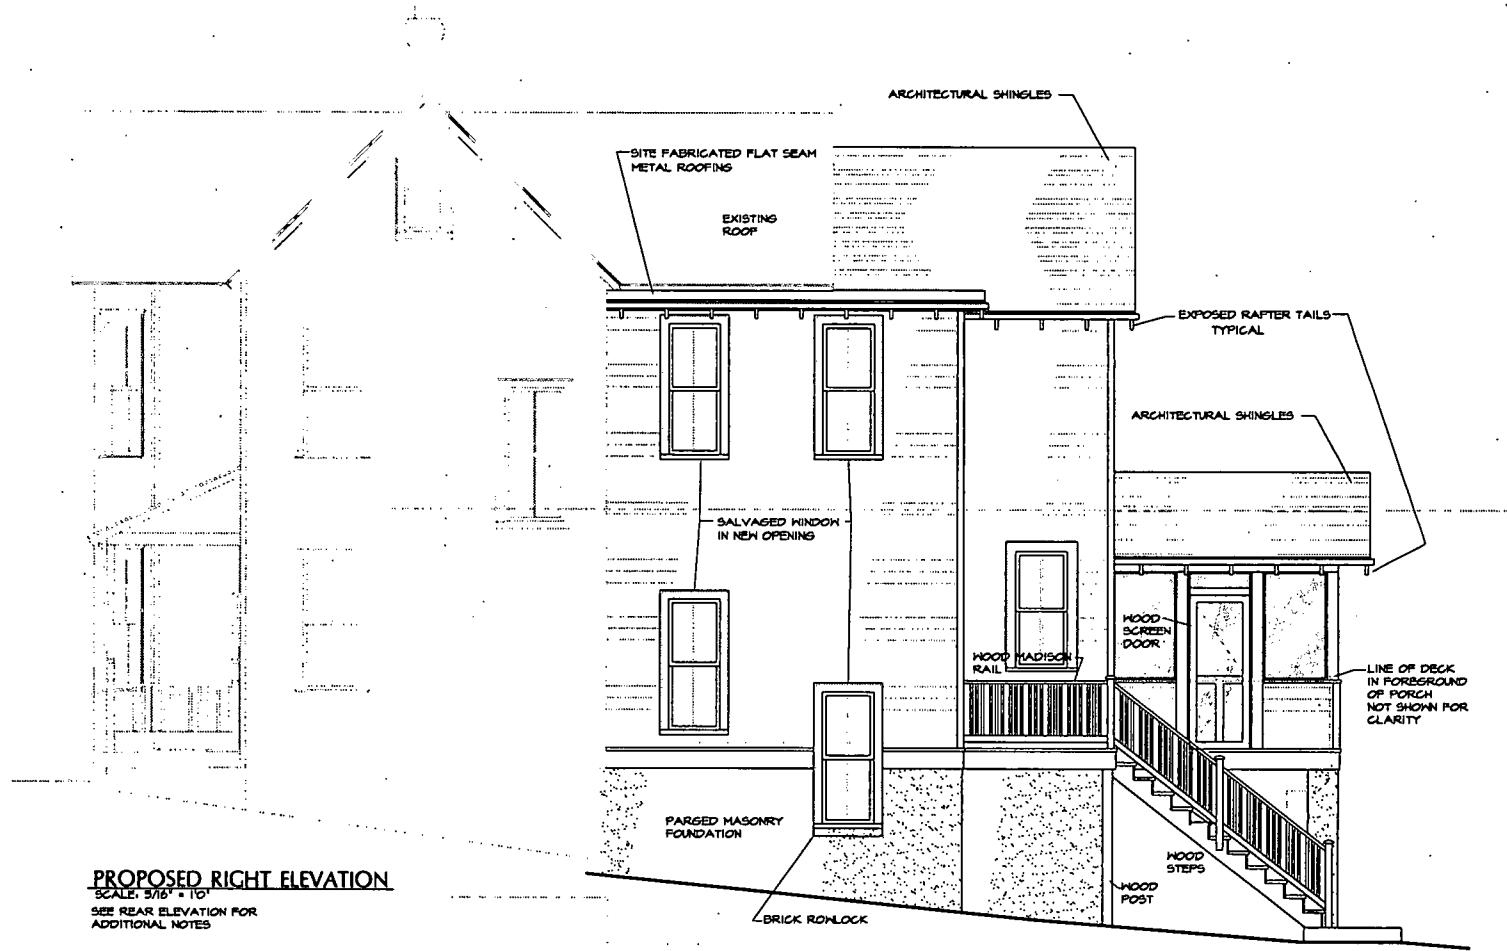 ARCHITECTURAL SHINGLES
SITE FABRICATED FLAT SEAM
METAL ROOFING
EXISTING
ROOF
EXPOSED RAFTER TAILS
TYPICAL
ARCHITECTURAL SHINGLES
SALVAGED WINDOW
IN NEW OPENING
WOOD
SCREEN
DOOR
WOOD MADISON
RAIL
LINE OF DECK
IN FOREGROUND
OF PORCH
NOT SHOWN FOR
CLARITY
PARGED MASONRY
FOUNDATION
WOOD
STEPS
WOOD
POST
BRICK ROWLOCK
PROPOSED RIGHT ELEVATION
SCALE: 3/16" = 1'0"
SEE REAR ELEVATION FOR
ADDITIONAL NOTES